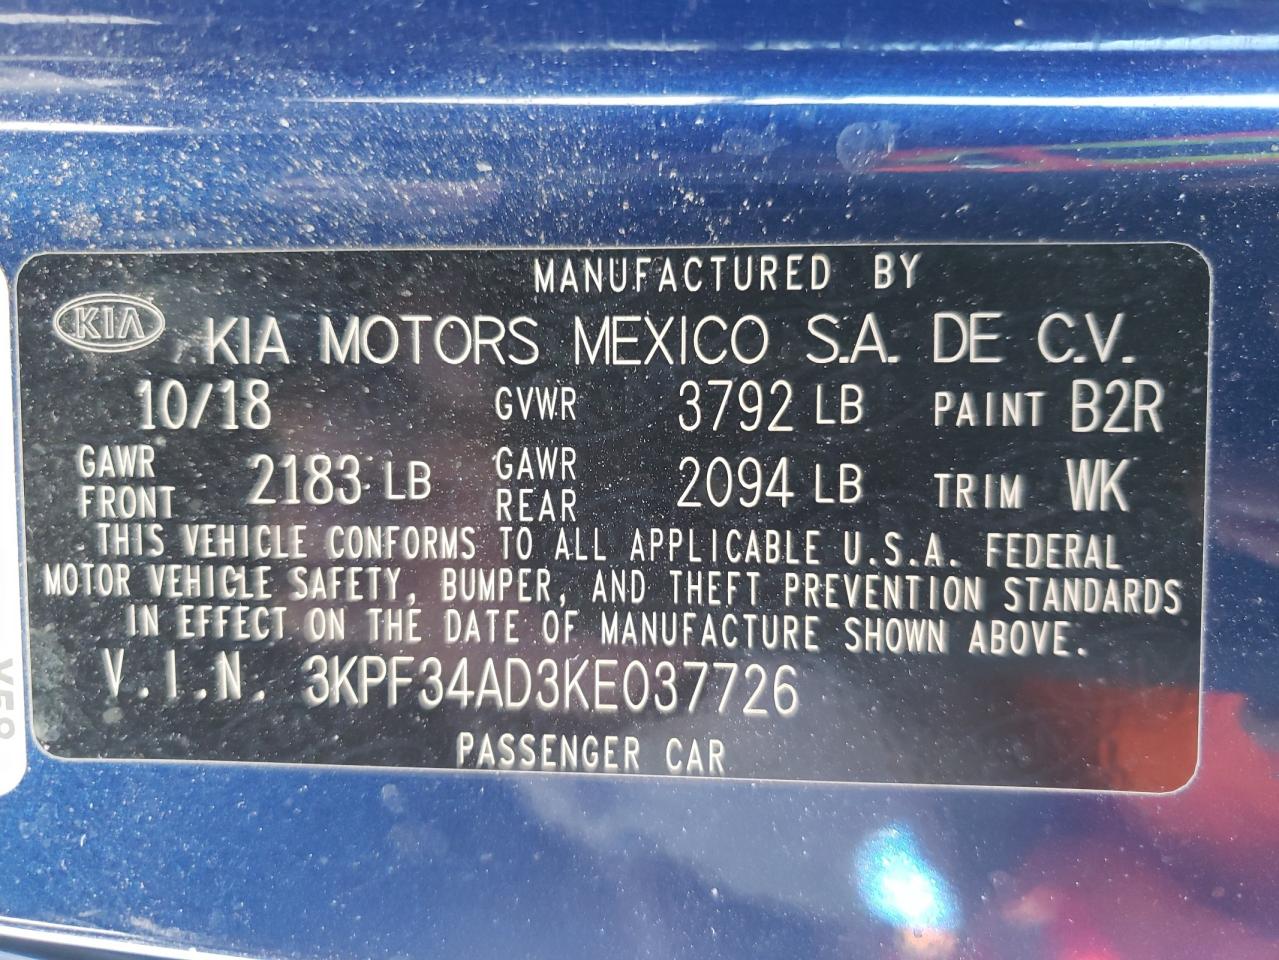 MANUFACTURED BY
KIA
KIA MOTORS MEXICO S.A. DE C.V.
10/18 GVWR 3792 LB PAINT B2R
GAWR FRONT 2183 LB GAWR REAR 2094 LB TRIM WK
THIS VEHICLE CONFORMS TO ALL APPLICABLE U.S.A. FEDERAL
MOTOR VEHICLE SAFETY, BUMPER, AND THEFT PREVENTION STANDARDS
IN EFFECT ON THE DATE OF MANUFACTURE SHOWN ABOVE.
V.I.N. 3KPF34AD3KE037726
PASSENGER CAR